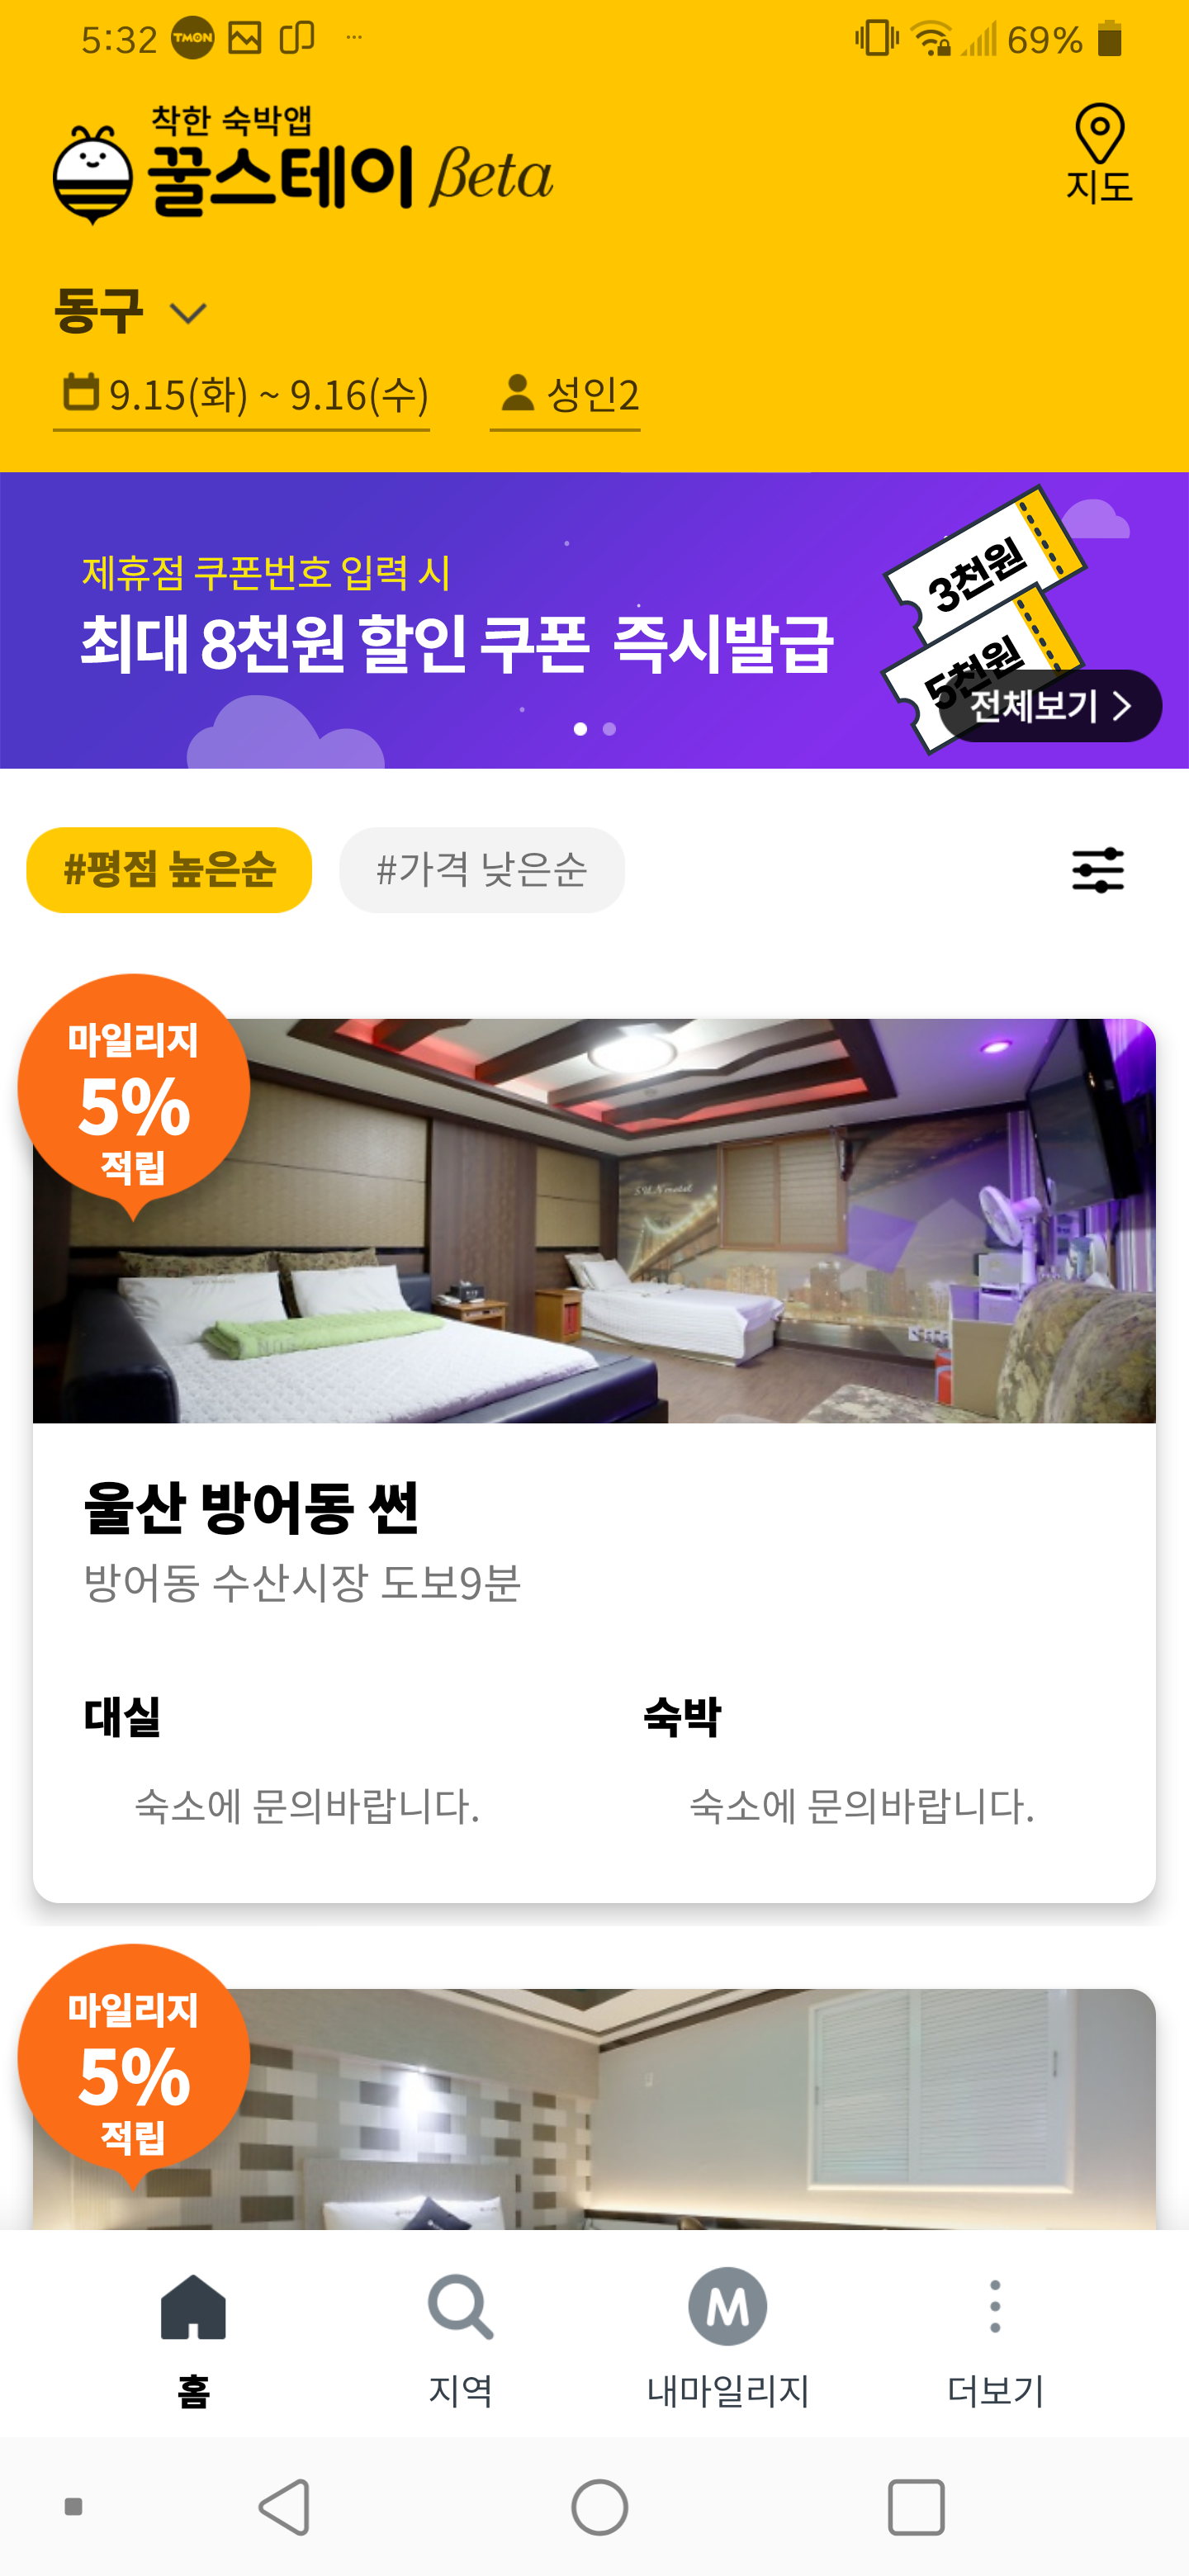 5:32 TMON ... 69%
착한 숙박앱
꿀스테이 βeta
지도
동구
9.15(화) ~ 9.16(수) 성인2
제휴점 쿠폰번호 입력 시
최대 8천원 할인 쿠폰 즉시발급
3천원
5천원
전체보기
#평점 높은순 #가격 낮은순
마일리지
5%
적립
SUN motel
울산 방어동 썬
방어동 수산시장 도보9분
대실 숙박
숙소에 문의바랍니다. 숙소에 문의바랍니다.
마일리지
5%
적립
M
홈 지역 내마일리지 더보기